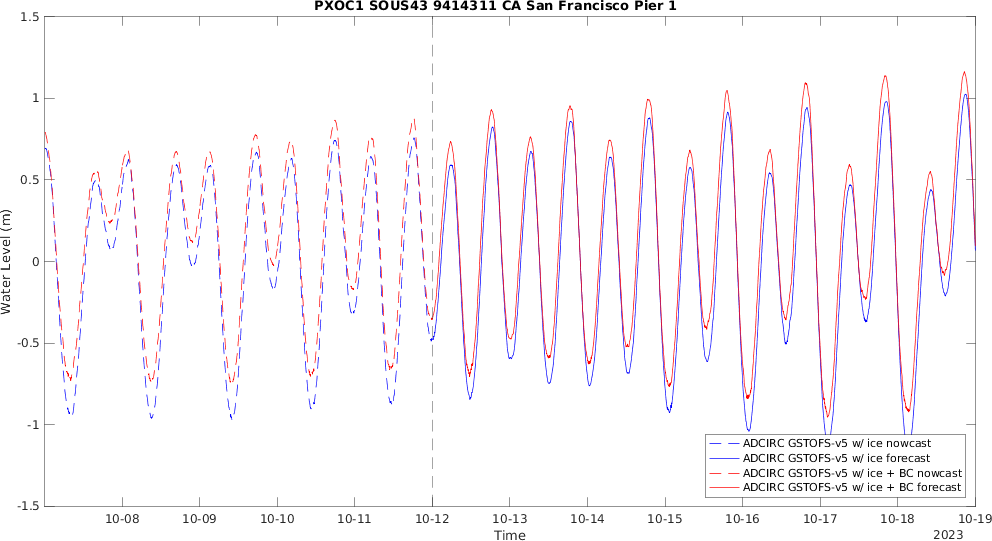 PXOC1 SOUS43 9414311 CA San Francisco Pier 1
1.5
1
0.5
0
-0.5
-1
-1.5
Water Level (m)
10-08 10-09 10-10 10-11 10-12 10-13 10-14 10-15 10-16 10-17 10-18 10-19
Time
2023
ADCIRC GSTOFS-v5 w/ ice nowcast
ADCIRC GSTOFS-v5 w/ ice forecast
ADCIRC GSTOFS-v5 w/ ice + BC nowcast
ADCIRC GSTOFS-v5 w/ ice + BC forecast